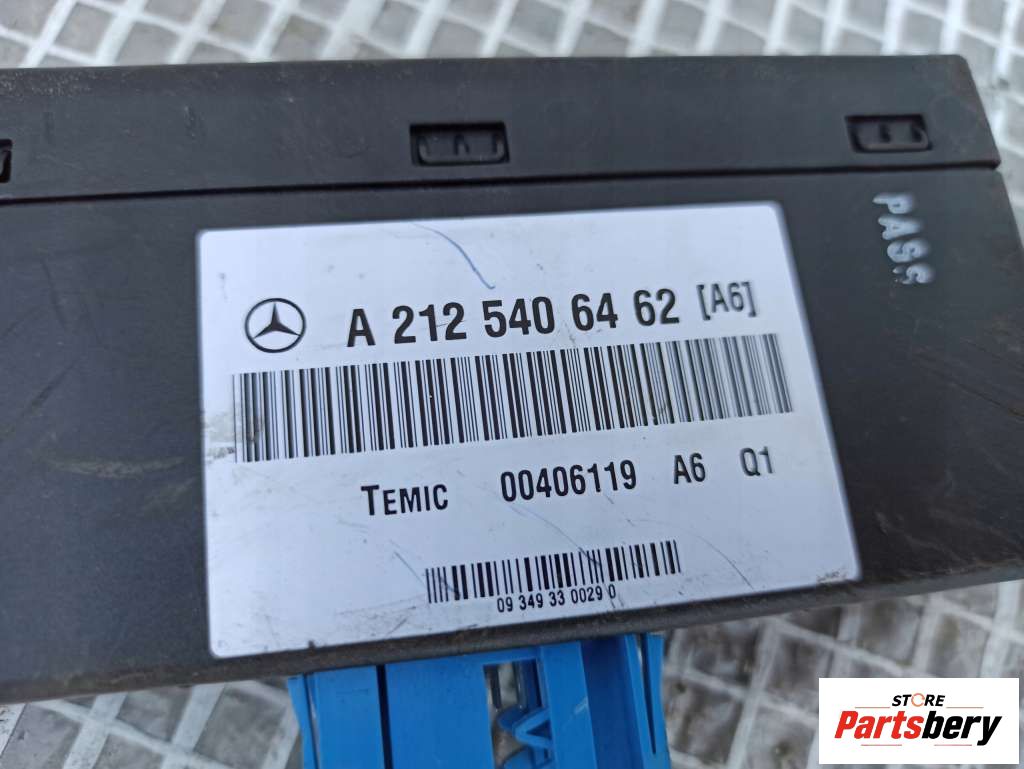 PASS
A 212 540 64 62 [A6]
TEMIC 00406119 A6 Q1
09 349 33 0029 0
STORE
Partsbery